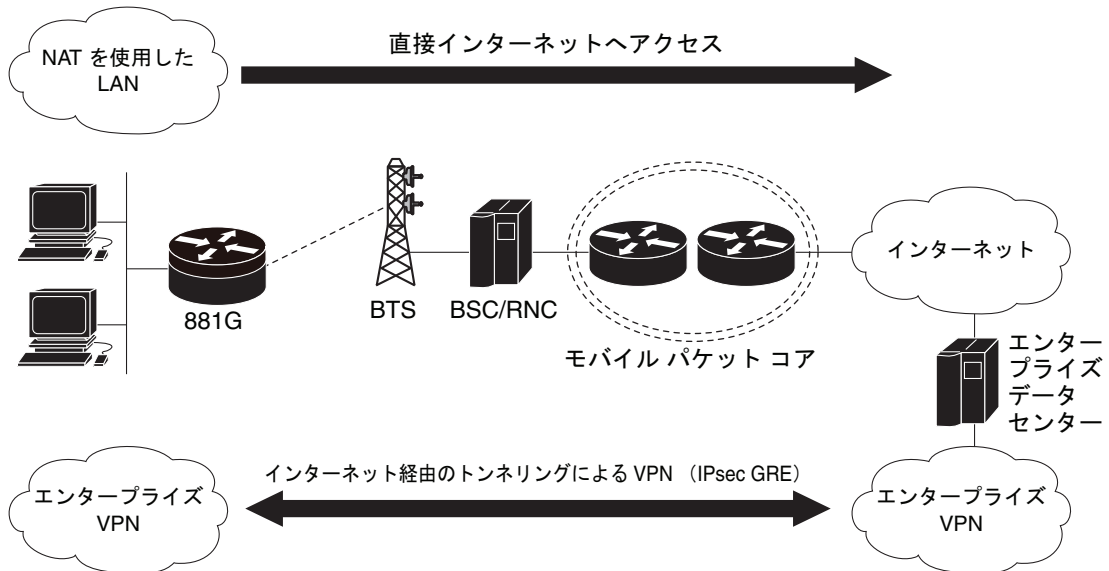 NAT を使用した
LAN
直接インターネットへアクセス
881G
BTS
BSC/RNC
モバイル パケット コア
インターネット
エンター
プライズ
データ
センター
インターネット経由のトンネリングによる VPN （IPsec GRE）
エンタープライズ
VPN
エンタープライズ
VPN